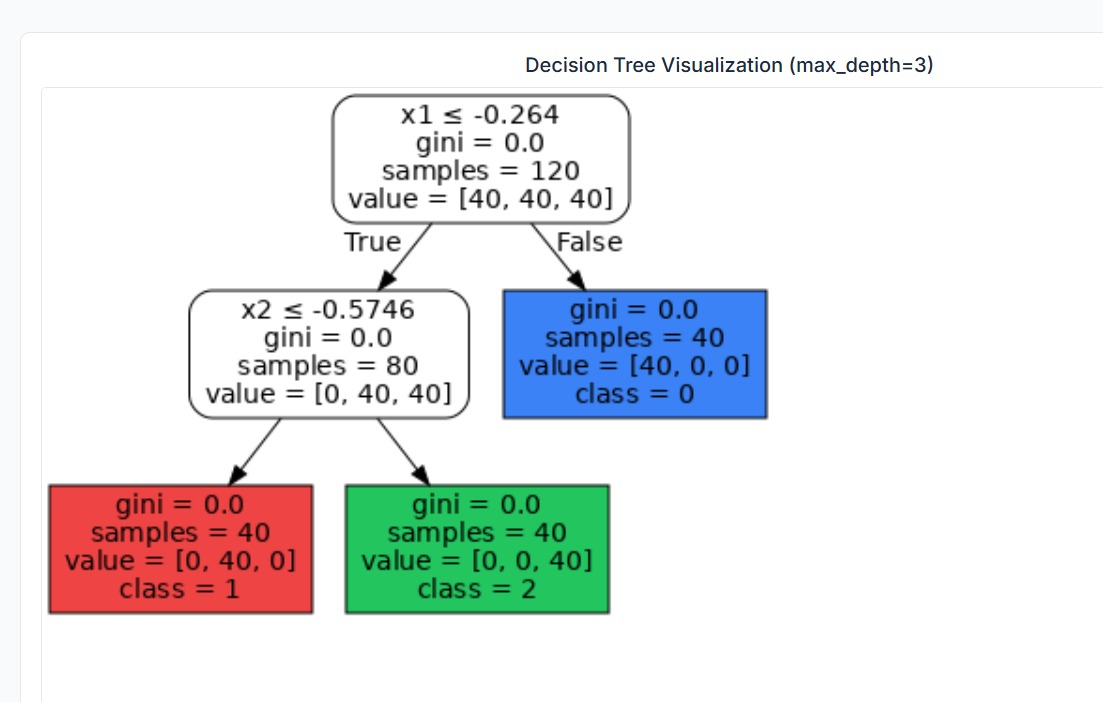 Decision Tree Visualization (max_depth=3)
x1 ≤ -0.264
gini = 0.0
samples = 120
value = [40, 40, 40]
True
False
x2 ≤ -0.5746
gini = 0.0
samples = 80
value = [0, 40, 40]
gini = 0.0
samples = 40
value = [40, 0, 0]
class = 0
gini = 0.0
samples = 40
value = [0, 40, 0]
class = 1
gini = 0.0
samples = 40
value = [0, 0, 40]
class = 2